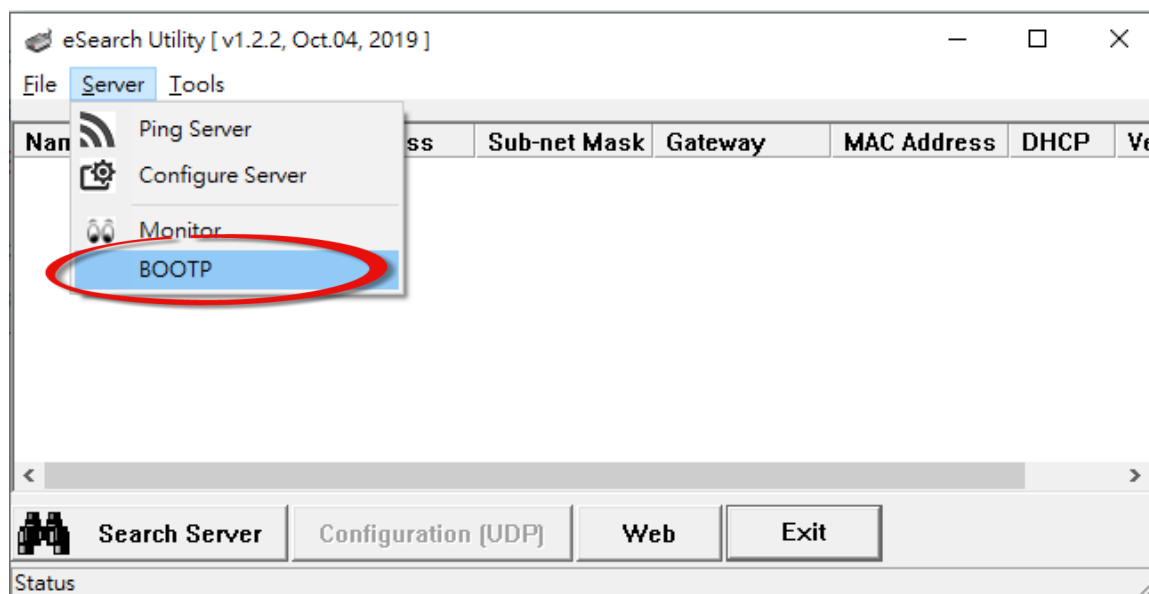 eSearch Utility [ v1.2.2, Oct.04, 2019 ]
File Server Tools
Ping Server
Configure Server
Monitor
BOOTP
Sub-net Mask Gateway MAC Address DHCP
Search Server Configuration (UDP) Web Exit
Status